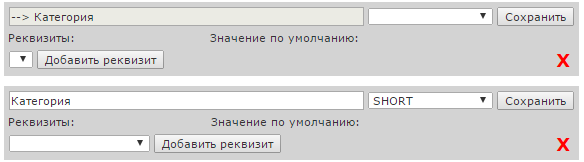 --> Категория Сохранить
Реквизиты: Значение по умолчанию:
Добавить реквизит X
Категория SHORT Сохранить
Реквизиты: Значение по умолчанию:
Добавить реквизит X